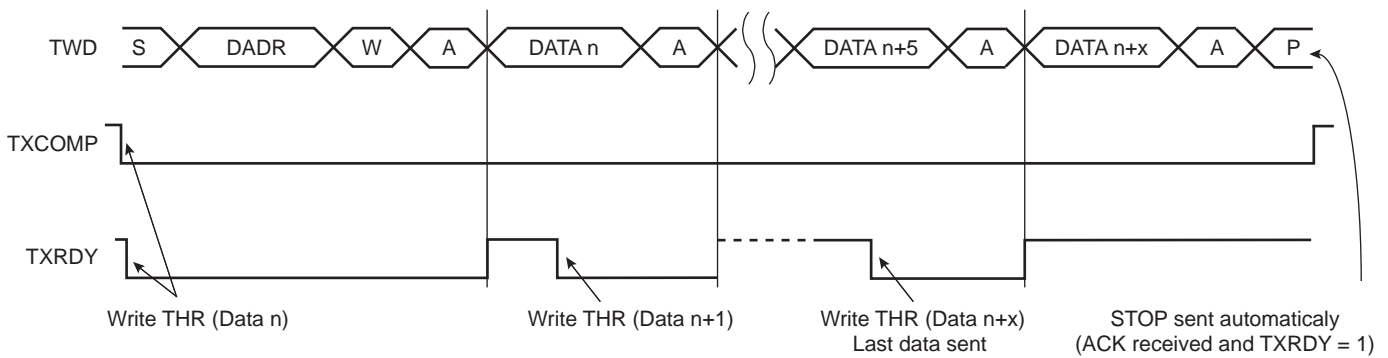 TWD S DADR W A DATA n A DATA n+5 A DATA n+x A P
TXCOMP
TXRDY
Write THR (Data n)
Write THR (Data n+1)
Write THR (Data n+x)
Last data sent
STOP sent automaticaly
(ACK received and TXRDY = 1)